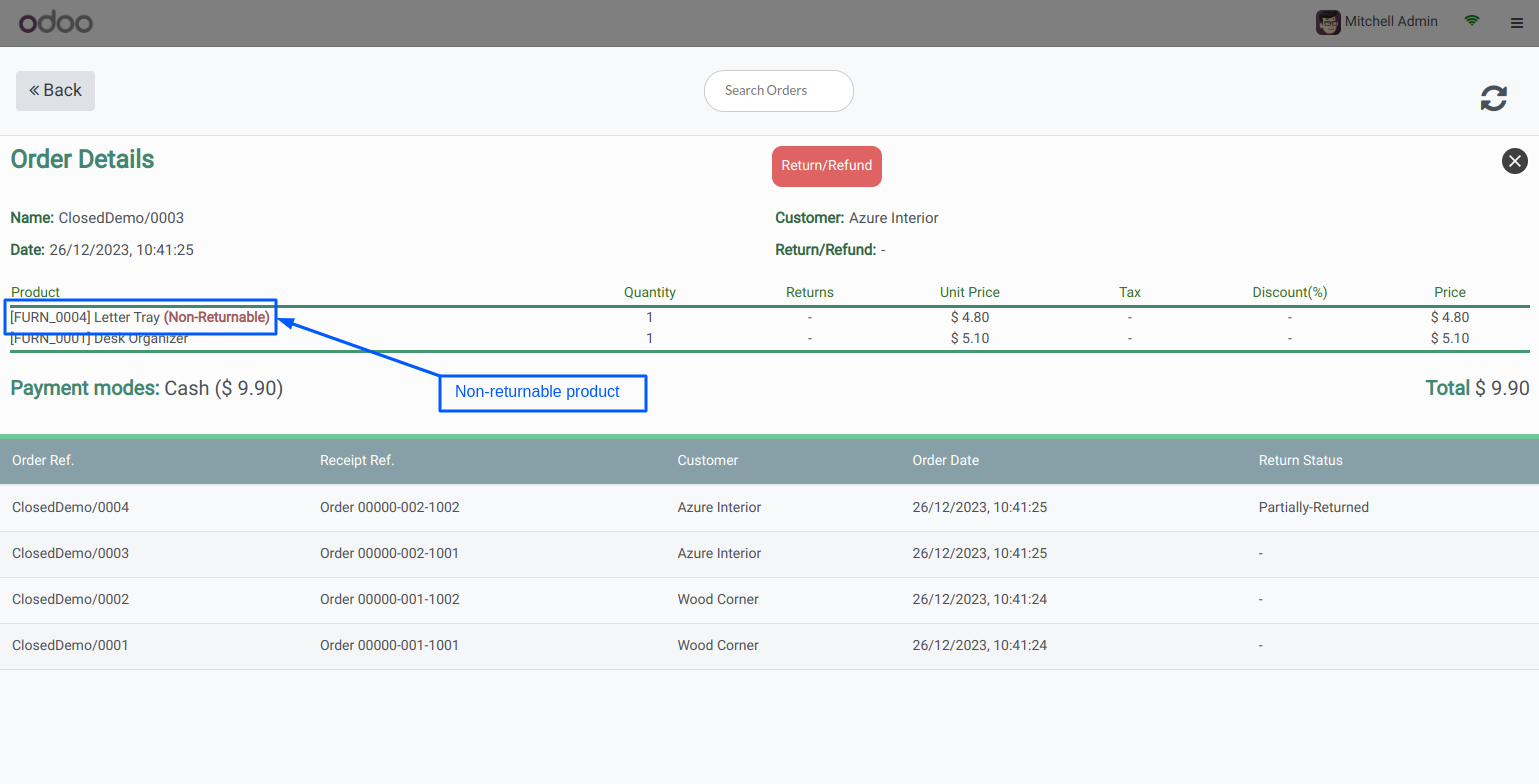 odoo Mitchell Admin
« Back Search Orders
Order Details Return/Refund
Name: ClosedDemo/0003 Customer: Azure Interior
Date: 26/12/2023, 10:41:25 Return/Refund: -
Product Quantity Returns Unit Price Tax Discount(%) Price
[FURN_0004] Letter Tray (Non-Returnable) 1 - $ 4.80 - - $ 4.80
[FURN_0001] Desk Organizer 1 - $ 5.10 - - $ 5.10
Payment modes: Cash ($ 9.90) Total $ 9.90
Non-returnable product
Order Ref. Receipt Ref. Customer Order Date Return Status
ClosedDemo/0004 Order 00000-002-1002 Azure Interior 26/12/2023, 10:41:25 Partially-Returned
ClosedDemo/0003 Order 00000-002-1001 Azure Interior 26/12/2023, 10:41:25 -
ClosedDemo/0002 Order 00000-001-1002 Wood Corner 26/12/2023, 10:41:24 -
ClosedDemo/0001 Order 00000-001-1001 Wood Corner 26/12/2023, 10:41:24 -